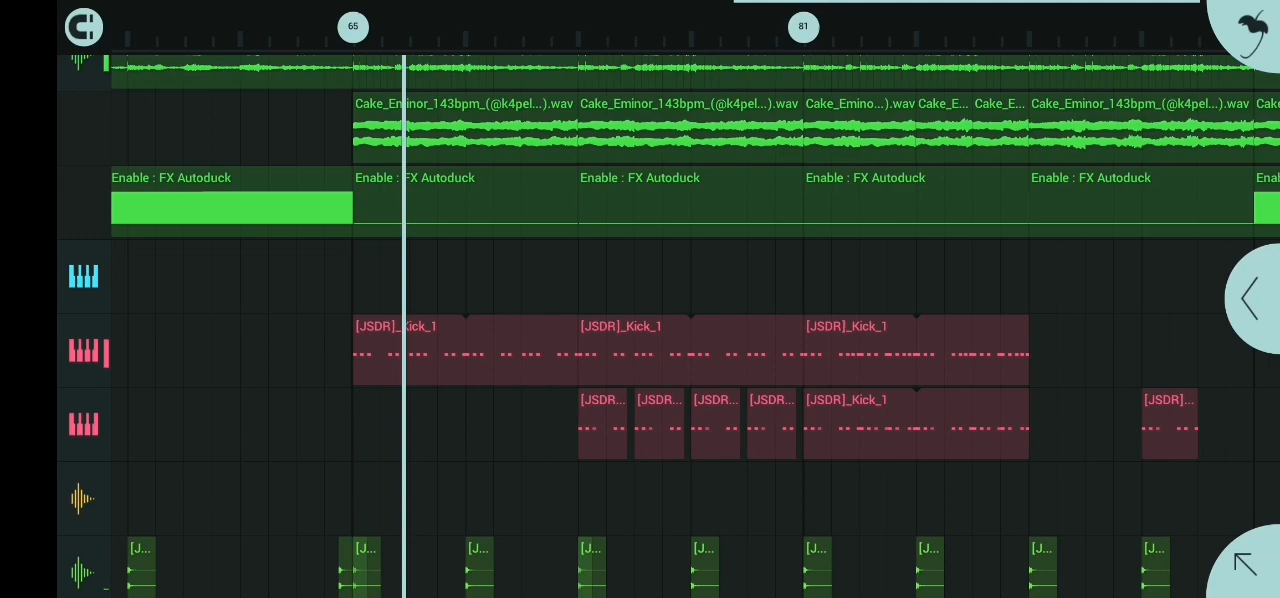 65 81
Cake_Eminor_143bpm_(@k4pel...).wav Cake_Eminor_143bpm_(@k4pel...).wav Cake_Emino...).wav Cake_E... Cake_E... Cake_Eminor_143bpm_(@k4pel...).wav Cake
Enable : FX Autoduck Enable : FX Autoduck Enable : FX Autoduck Enable : FX Autoduck Enable : FX Autoduck Enal
[JSDR]_Kick_1 [JSDR]_Kick_1 [JSDR]_Kick_1
[JSDR... [JSDR... [JSDR... [JSDR... [JSDR]_Kick_1 [JSDR]...
[J... [J... [J... [J... [J... [J... [J... [J... [J...